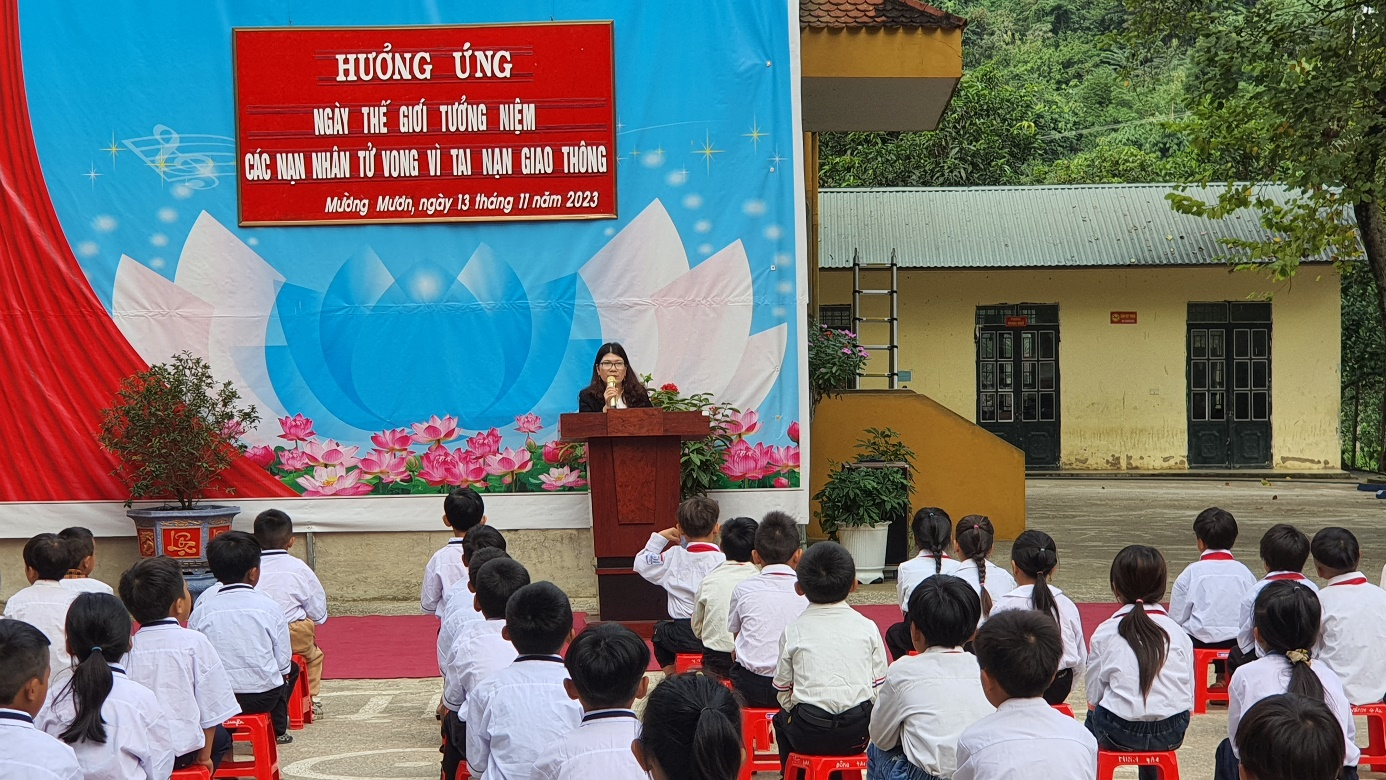 HƯỞNG ỨNG
NGÀY THẾ GIỚI TƯỞNG NIỆM
CÁC NẠN NHÂN TỬ VONG VÌ TAI NẠN GIAO THÔNG
Mường Mươn, ngày 13 tháng 11 năm 2023